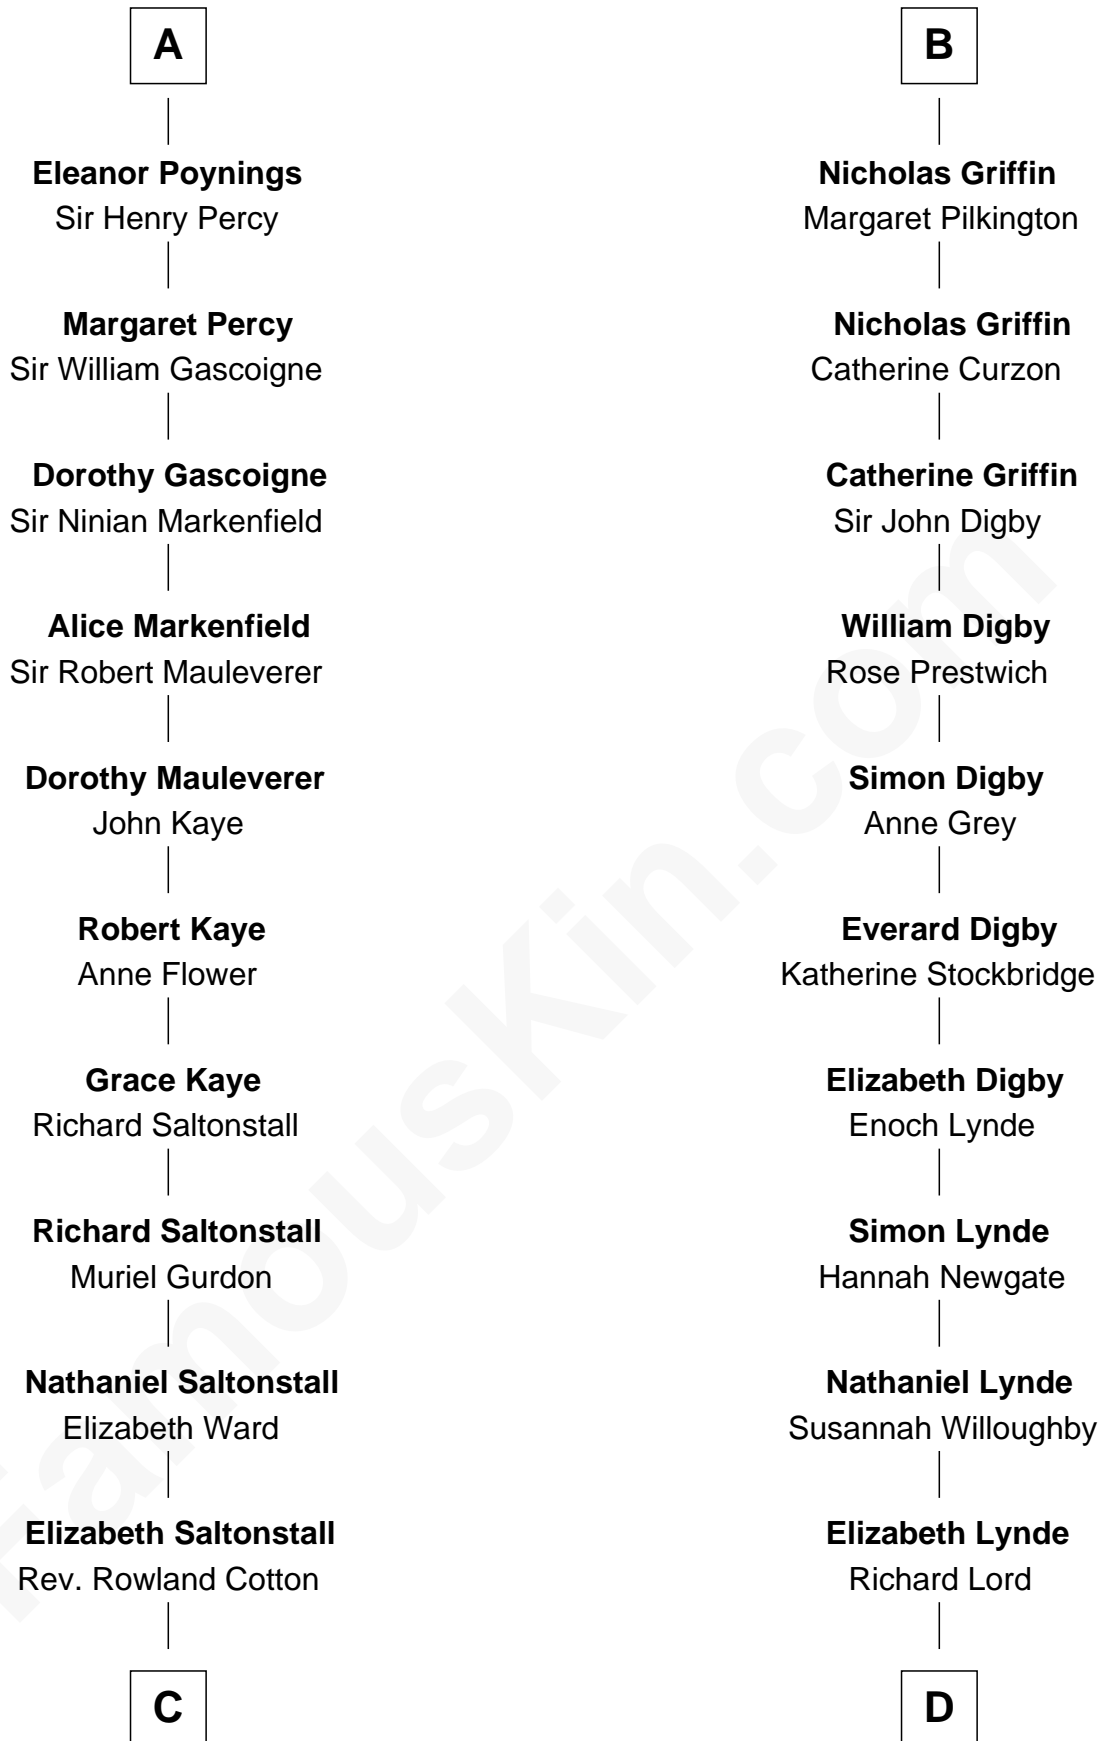 A
Eleanor Poynings
Sir Henry Percy
Margaret Percy
Sir William Gascoigne
Dorothy Gascoigne
Sir Ninian Markenfield
Alice Markenfield
Sir Robert Mauleverer
Dorothy Mauleverer
John Kaye
Robert Kaye
Anne Flower
Grace Kaye
Richard Saltonstall
Richard Saltonstall
Muriel Gurdon
Nathaniel Saltonstall
Elizabeth Ward
Elizabeth Saltonstall
Rev. Rowland Cotton
C
B
Nicholas Griffin
Margaret Pilkington
Nicholas Griffin
Catherine Curzon
Catherine Griffin
Sir John Digby
William Digby
Rose Prestwich
Simon Digby
Anne Grey
Everard Digby
Katherine Stockbridge
Elizabeth Digby
Enoch Lynde
Simon Lynde
Hannah Newgate
Nathaniel Lynde
Susannah Willoughby
Elizabeth Lynde
Richard Lord
D
FamousKin.com